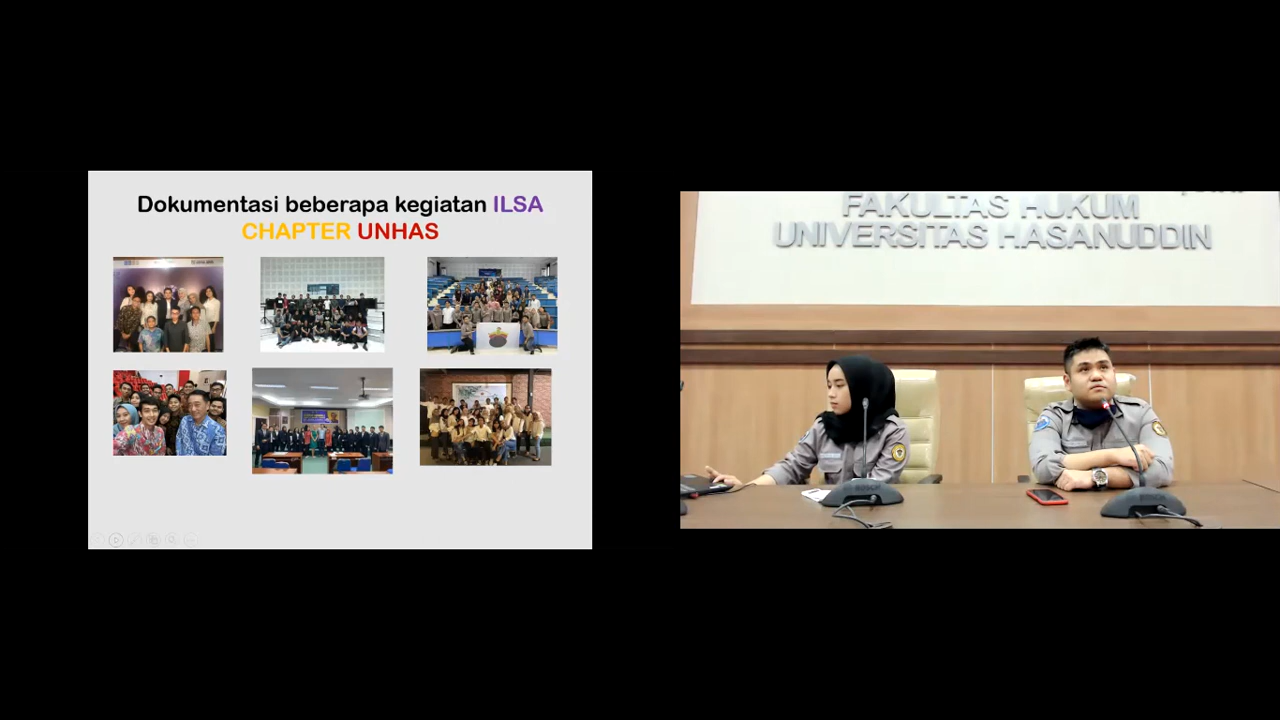 Dokumentasi beberapa kegiatan ILSA
CHAPTER UNHAS
FAKULTAS HUKUM
UNIVERSITAS HASANUDDIN